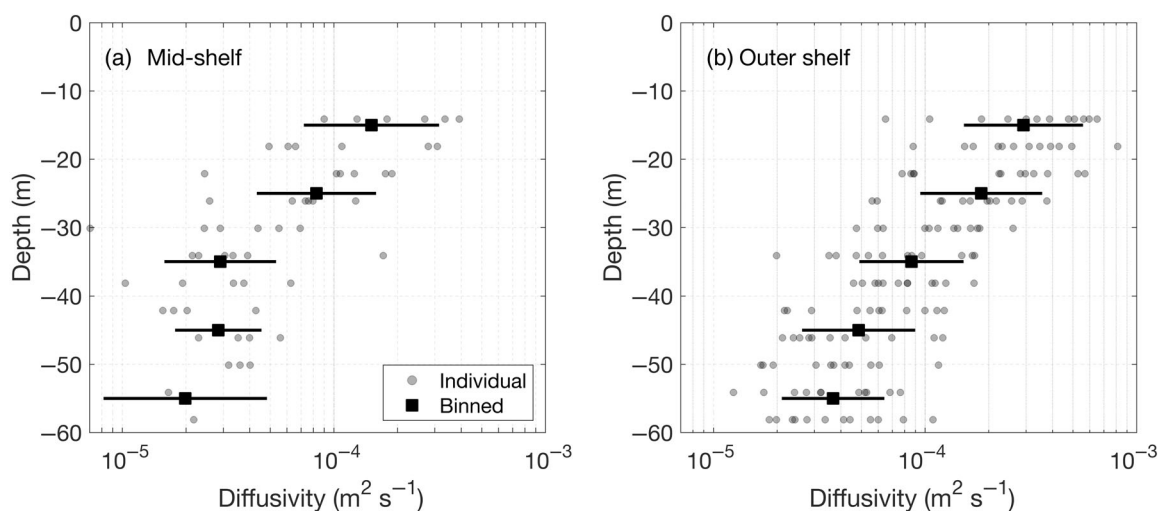 (a) Mid-shelf
0
−10
−20
−30
−40
−50
−60
Depth (m)
Individual
Binned
10⁻⁵
10⁻⁴
10⁻³
Diffusivity (m² s⁻¹)
(b) Outer shelf
0
−10
−20
−30
−40
−50
−60
Depth (m)
10⁻⁵
10⁻⁴
10⁻³
Diffusivity (m² s⁻¹)